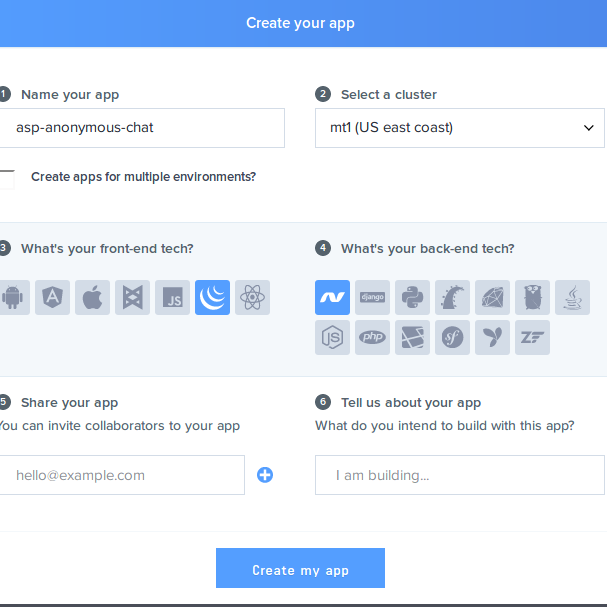 Create your app
1 Name your app
2 Select a cluster
asp-anonymous-chat
mt1 (US east coast)
Create apps for multiple environments?
3 What's your front-end tech?
4 What's your back-end tech?
JS
django
JS
php
sf
ZF
5 Share your app
You can invite collaborators to your app
6 Tell us about your app
What do you intend to build with this app?
hello@example.com
I am building...
Create my app